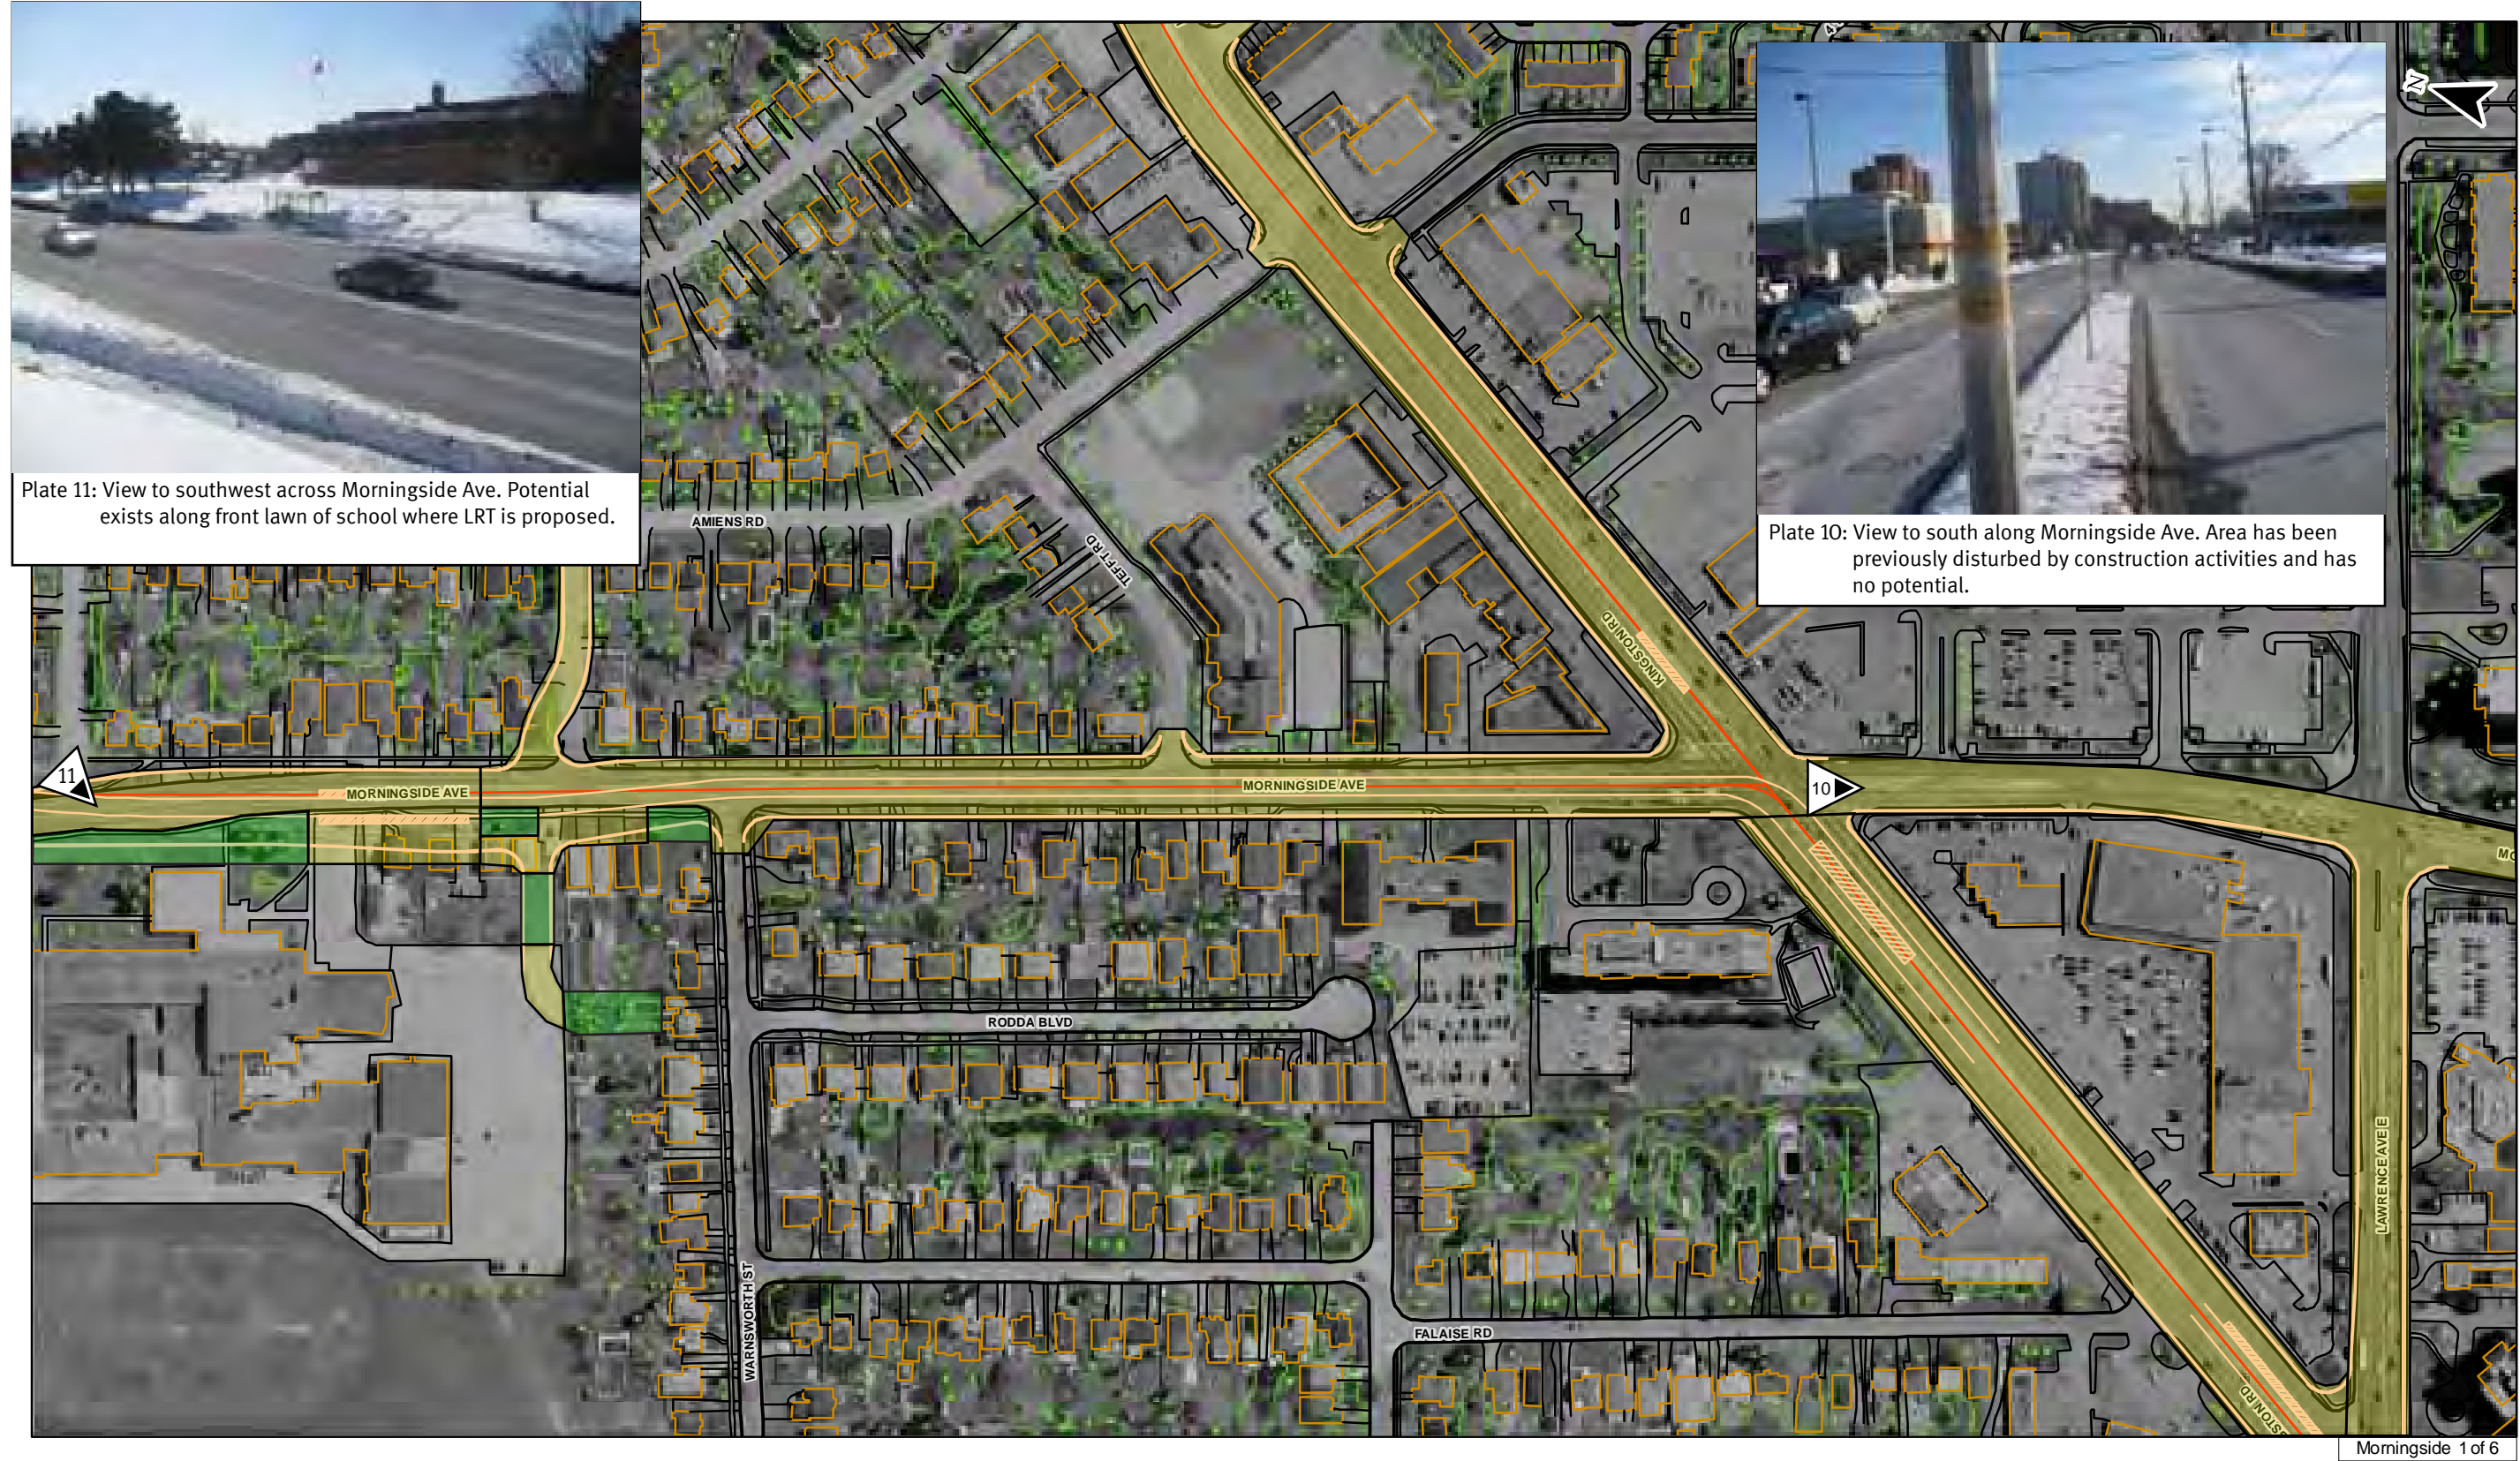 Plate 11: View to southwest across Morningside Ave. Potential
exists along front lawn of school where LRT is proposed.
N
Plate 10: View to south along Morningside Ave. Area has been
previously disturbed by construction activities and has
no potential.
AMIENS RD
TEFFT RD
KINGSTON RD
11
MORNINGSIDE AVE
MORNINGSIDE AVE
10
MO
RODDA BLVD
LAWRENCE AVE E
WARNSWORTH ST
FALAISE RD
STON RD
Morningside 1 of 6